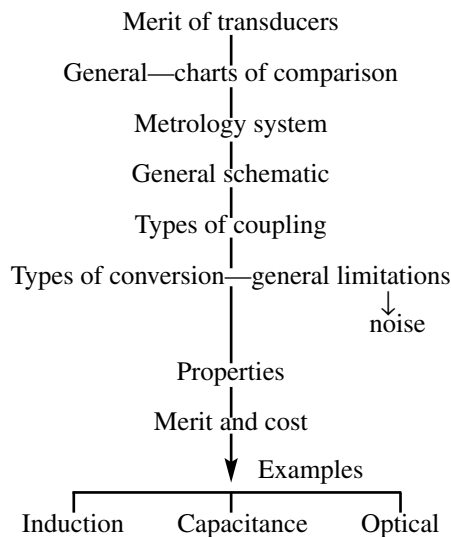 Merit of transducers
General—charts of comparison
Metrology system
General schematic
Types of coupling
Types of conversion—general limitations
noise
Properties
Merit and cost
Examples
Induction Capacitance Optical